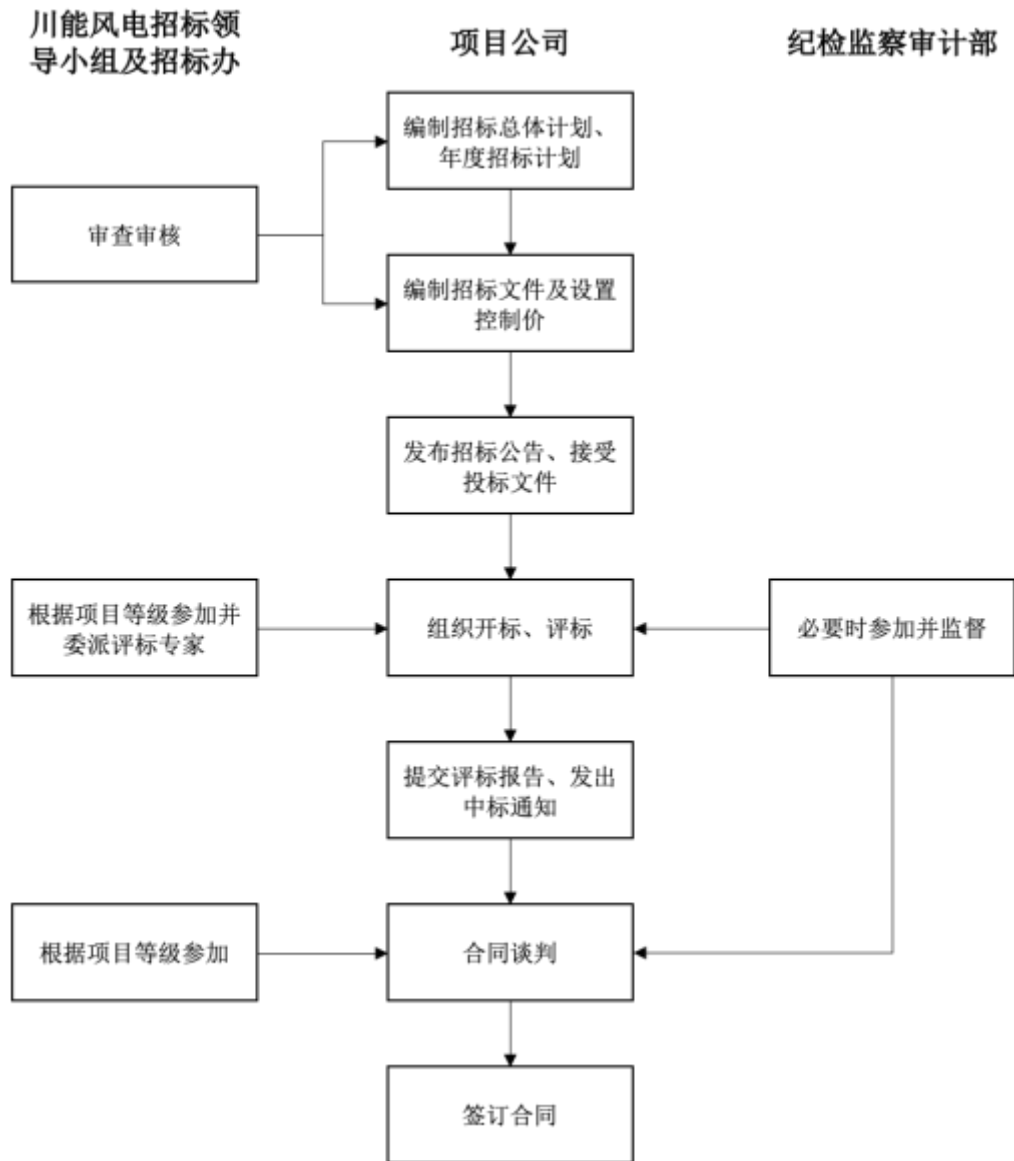 川能风电招标领
导小组及招标办
项目公司
纪检监察审计部
编制招标总体计划、
年度招标计划
审查审核
编制招标文件及设置
控制价
发布招标公告、接受
投标文件
根据项目等级参加并
委派评标专家
组织开标、评标
必要时参加并监督
提交评标报告、发出
中标通知
根据项目等级参加
合同谈判
签订合同